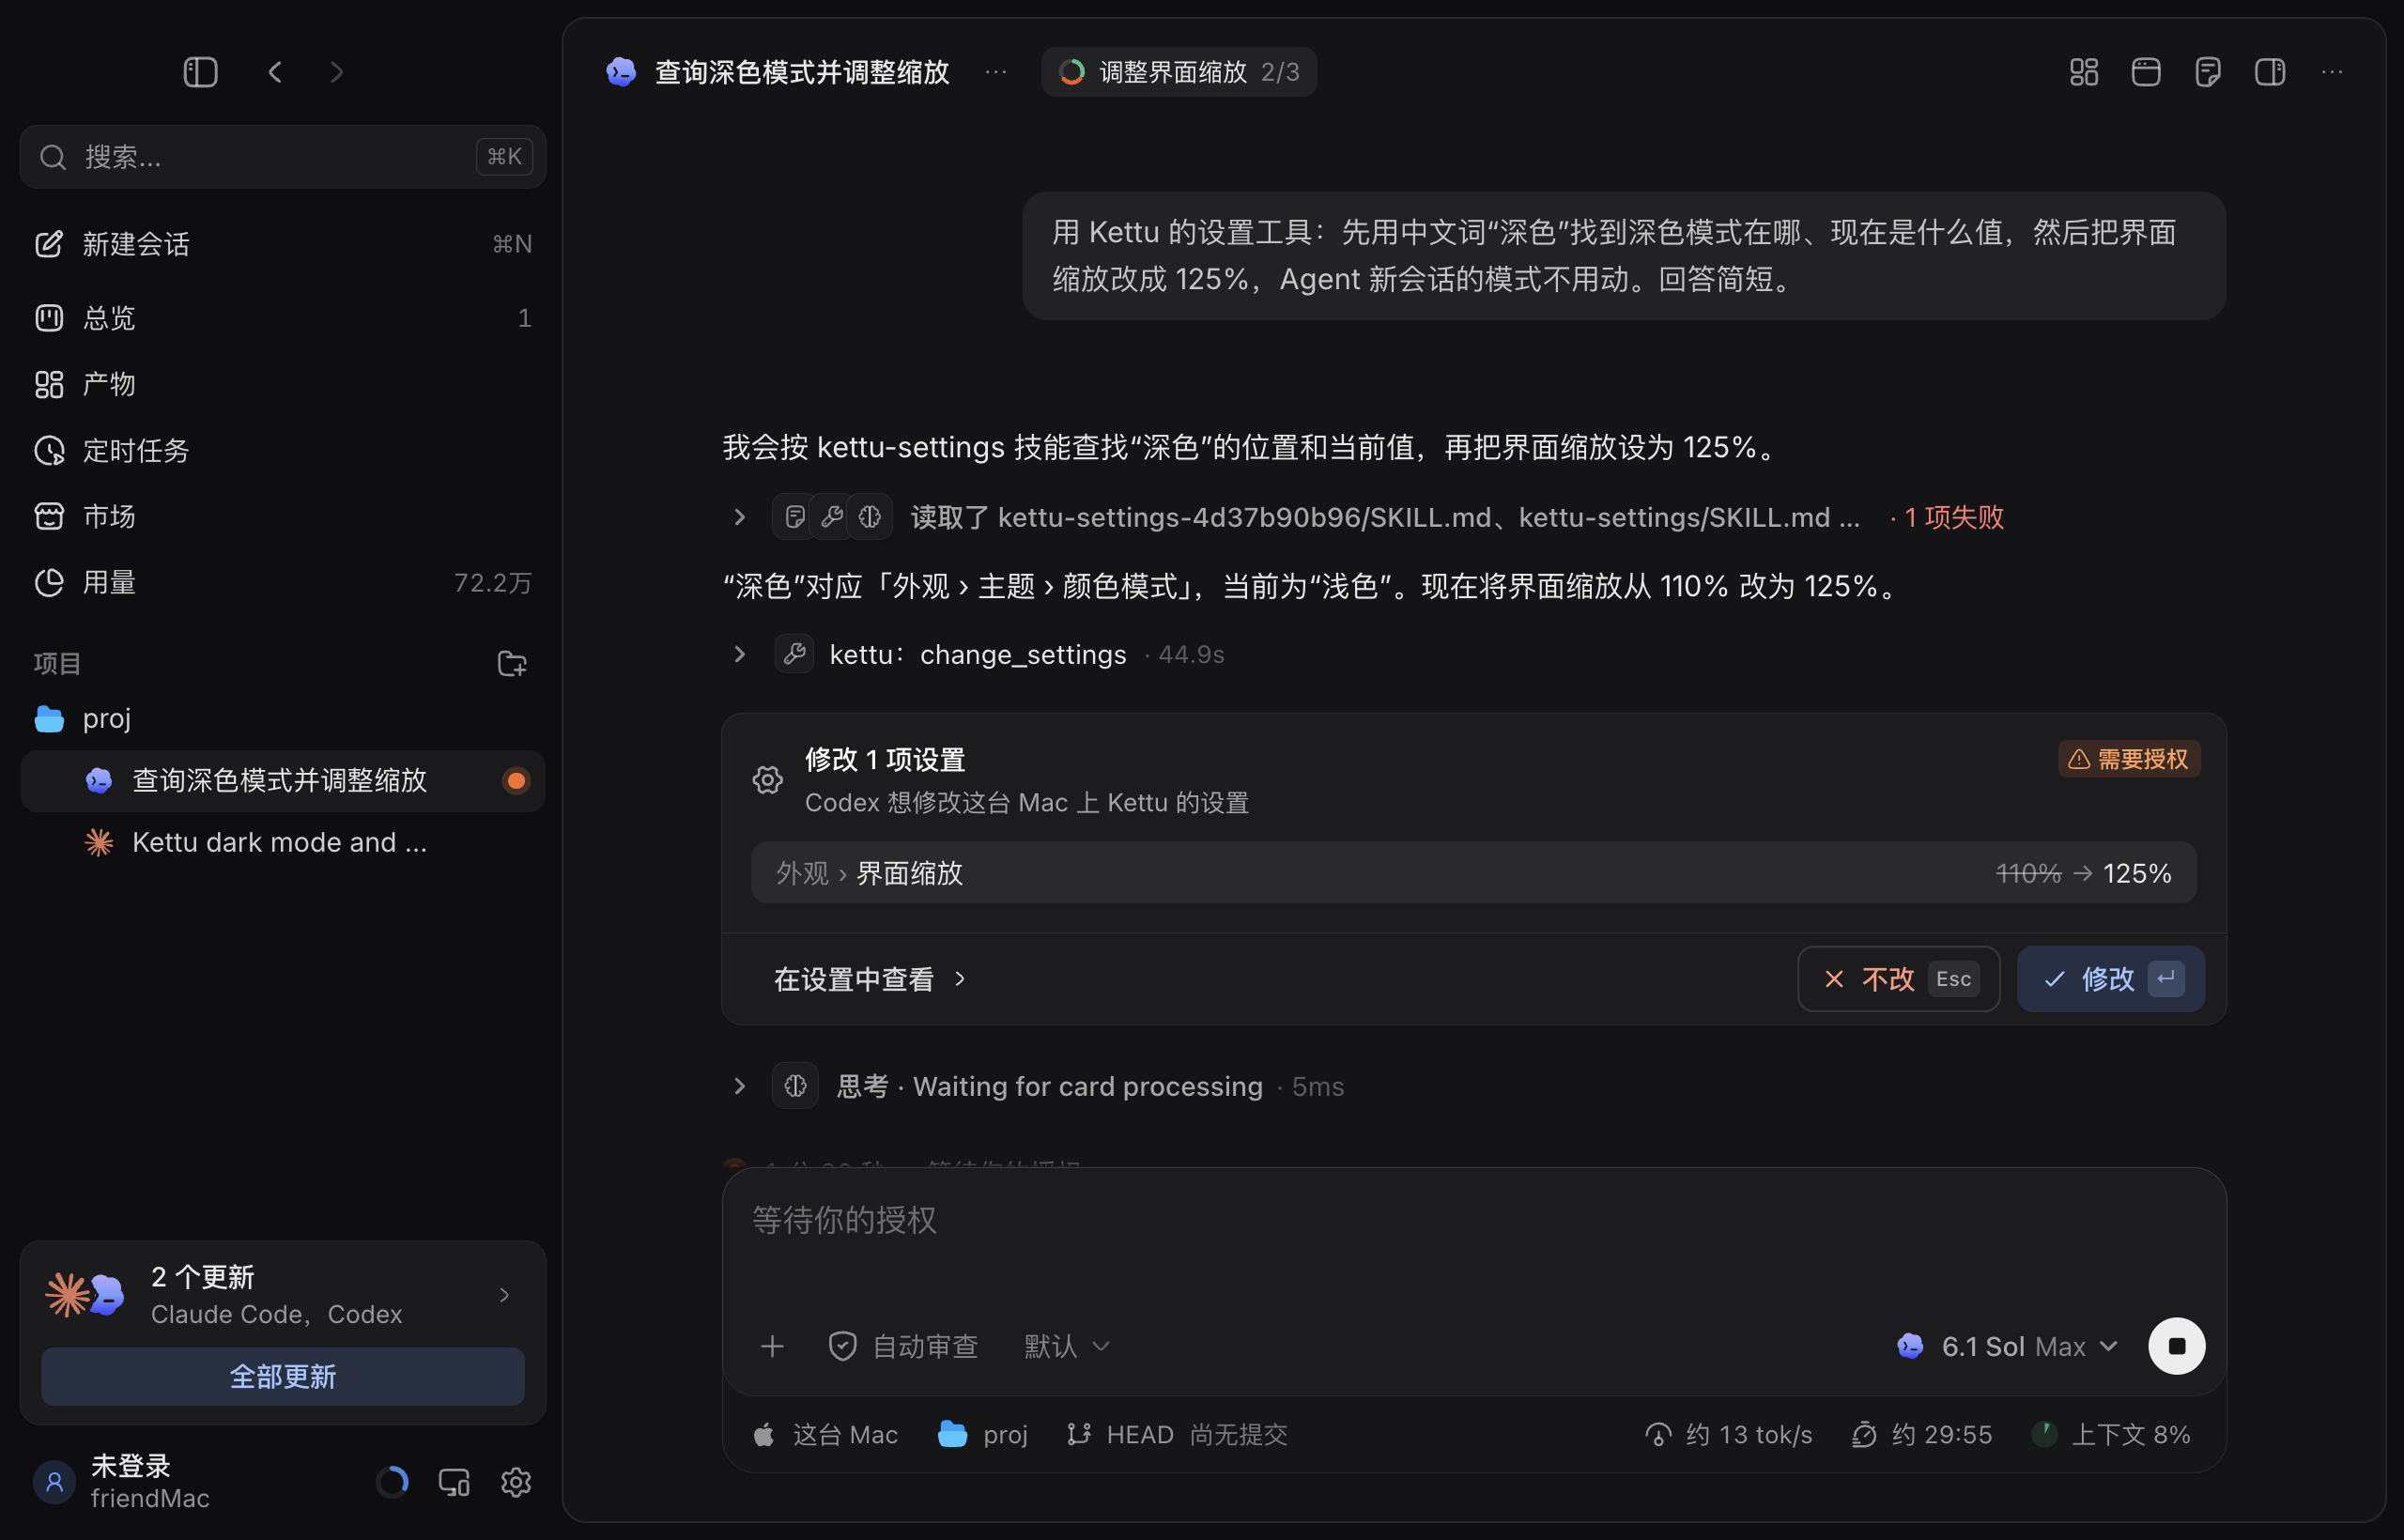 搜索...
⌘K
新建会话
⌘N
总览
1
产物
定时任务
市场
用量
72.2万
项目
proj
查询深色模式并调整缩放
Kettu dark mode and ...
2 个更新
Claude Code，Codex
全部更新
未登录
friendMac
查询深色模式并调整缩放
调整界面缩放 2/3
用 Kettu 的设置工具：先用中文词“深色”找到深色模式在哪、现在是什么值，然后把界面
缩放改成 125%，Agent 新会话的模式不用动。回答简短。
我会按 kettu-settings 技能查找“深色”的位置和当前值，再把界面缩放设为 125%。
读取了 kettu-settings-4d37b90b96/SKILL.md、kettu-settings/SKILL.md ... · 1 项失败
“深色”对应「外观 › 主题 › 颜色模式」，当前为“浅色”。现在将界面缩放从 110% 改为 125%。
kettu：change_settings · 44.9s
修改 1 项设置
需要授权
Codex 想修改这台 Mac 上 Kettu 的设置
外观 › 界面缩放
110% → 125%
在设置中查看 ›
不改 Esc
修改
思考 · Waiting for card processing · 5ms
等待你的授权
自动审查
默认
6.1 Sol Max
这台 Mac
proj
HEAD 尚无提交
约 13 tok/s
约 29:55
上下文 8%